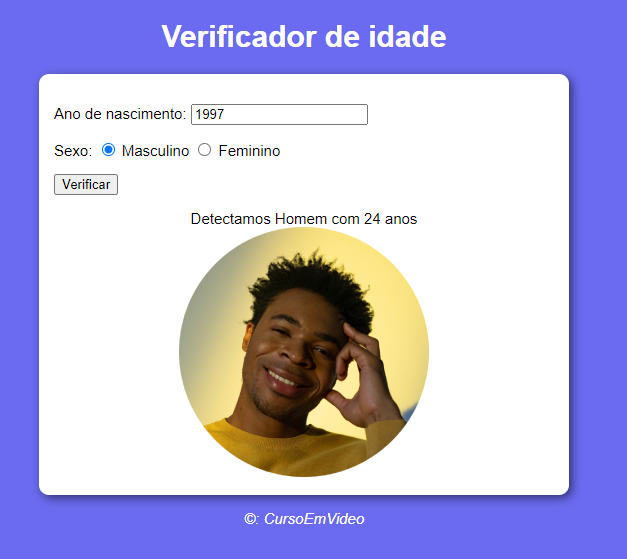 Verificador de idade
Ano de nascimento: 1997
Sexo: Masculino Feminino
Verificar
Detectamos Homem com 24 anos
©: CursoEmVideo